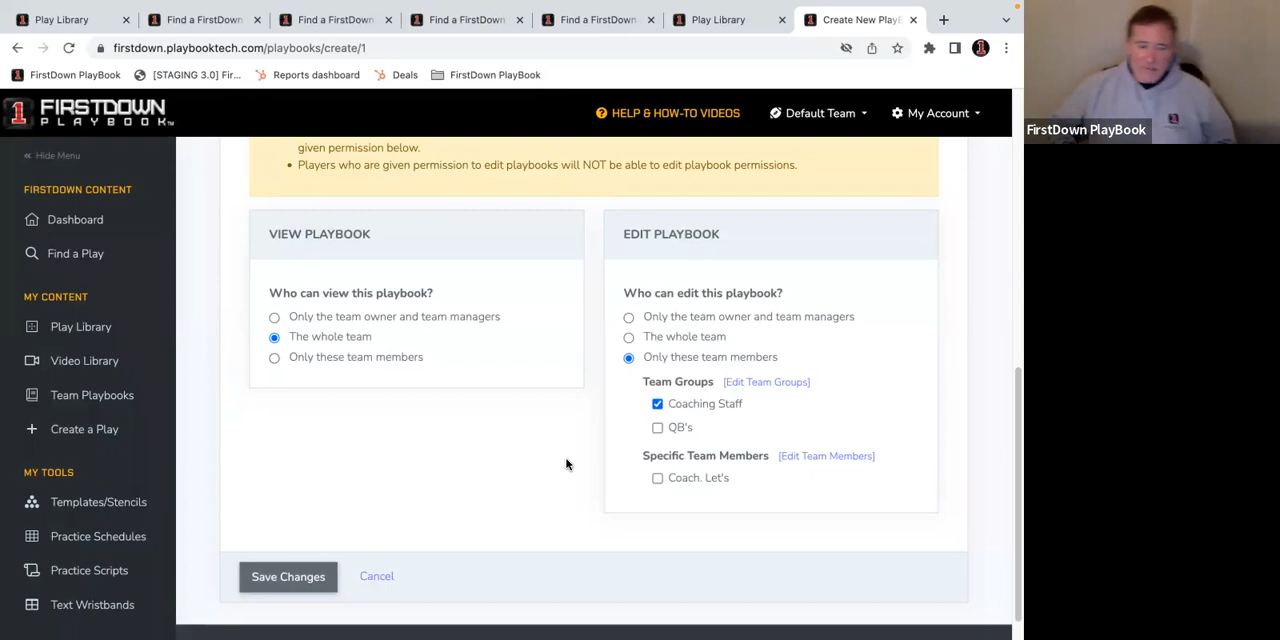 Play Library
Find a FirstDown
Find a FirstDown
Find a FirstDown
Find a FirstDown
Play Library
Create New PlayB
firstdown.playbooktech.com/playbooks/create/1
FirstDown PlayBook
[STAGING 3.0] Fir...
Reports dashboard
Deals
FirstDown PlayBook
1 FIRSTDOWN
PLAYBOOK™
HELP & HOW-TO VIDEOS
Default Team
My Account
FirstDown PlayBook
Hide Menu
FIRSTDOWN CONTENT
Dashboard
Find a Play
MY CONTENT
Play Library
Video Library
Team Playbooks
Create a Play
MY TOOLS
Templates/Stencils
Practice Schedules
Practice Scripts
Text Wristbands
given permission below.
• Players who are given permission to edit playbooks will NOT be able to edit playbook permissions.
VIEW PLAYBOOK
Who can view this playbook?
Only the team owner and team managers
The whole team
Only these team members
EDIT PLAYBOOK
Who can edit this playbook?
Only the team owner and team managers
The whole team
Only these team members
Team Groups [Edit Team Groups]
Coaching Staff
QB's
Specific Team Members [Edit Team Members]
Coach. Let's
Save Changes
Cancel